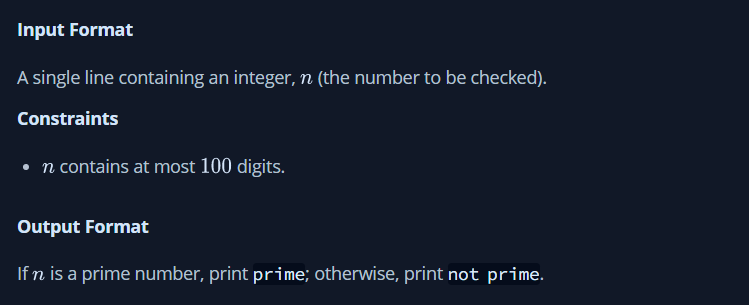 Input Format
A single line containing an integer, n (the number to be checked).
Constraints
• n contains at most 100 digits.
Output Format
If n is a prime number, print prime; otherwise, print not prime.